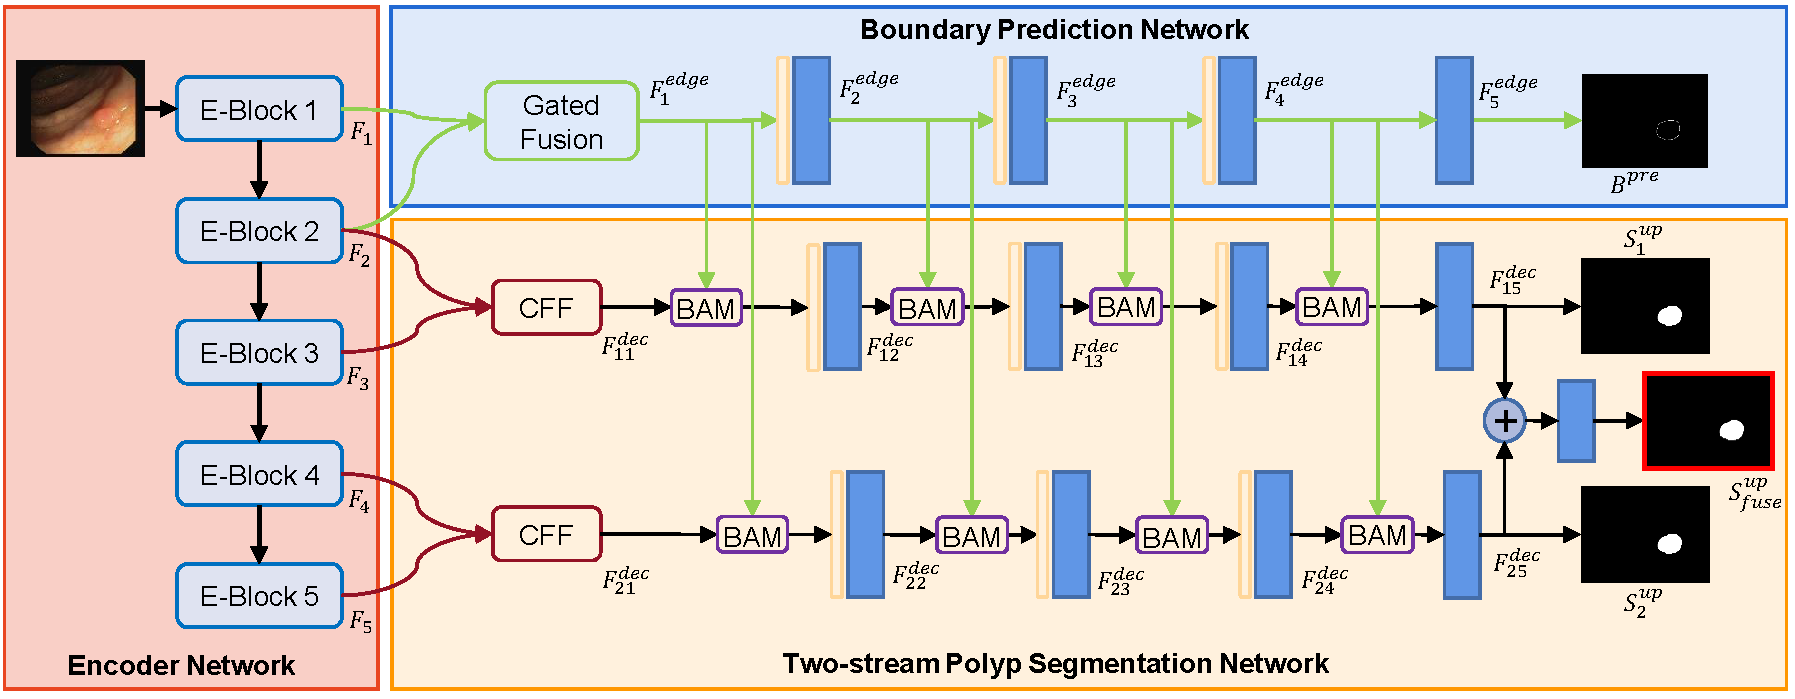 Boundary Prediction Network
E-Block 1
F_1
Gated
Fusion
F_1^{edge}
F_2^{edge}
F_3^{edge}
F_4^{edge}
F_5^{edge}
B^{pre}
E-Block 2
F_2
E-Block 3
F_3
E-Block 4
F_4
E-Block 5
F_5
Encoder Network
CFF
F_{11}^{dec}
BAM
F_{12}^{dec}
BAM
F_{13}^{dec}
BAM
F_{14}^{dec}
BAM
F_{15}^{dec}
S_1^{up}
+
S_{fuse}^{up}
CFF
F_{21}^{dec}
BAM
F_{22}^{dec}
BAM
F_{23}^{dec}
BAM
F_{24}^{dec}
BAM
F_{25}^{dec}
S_2^{up}
Two-stream Polyp Segmentation Network